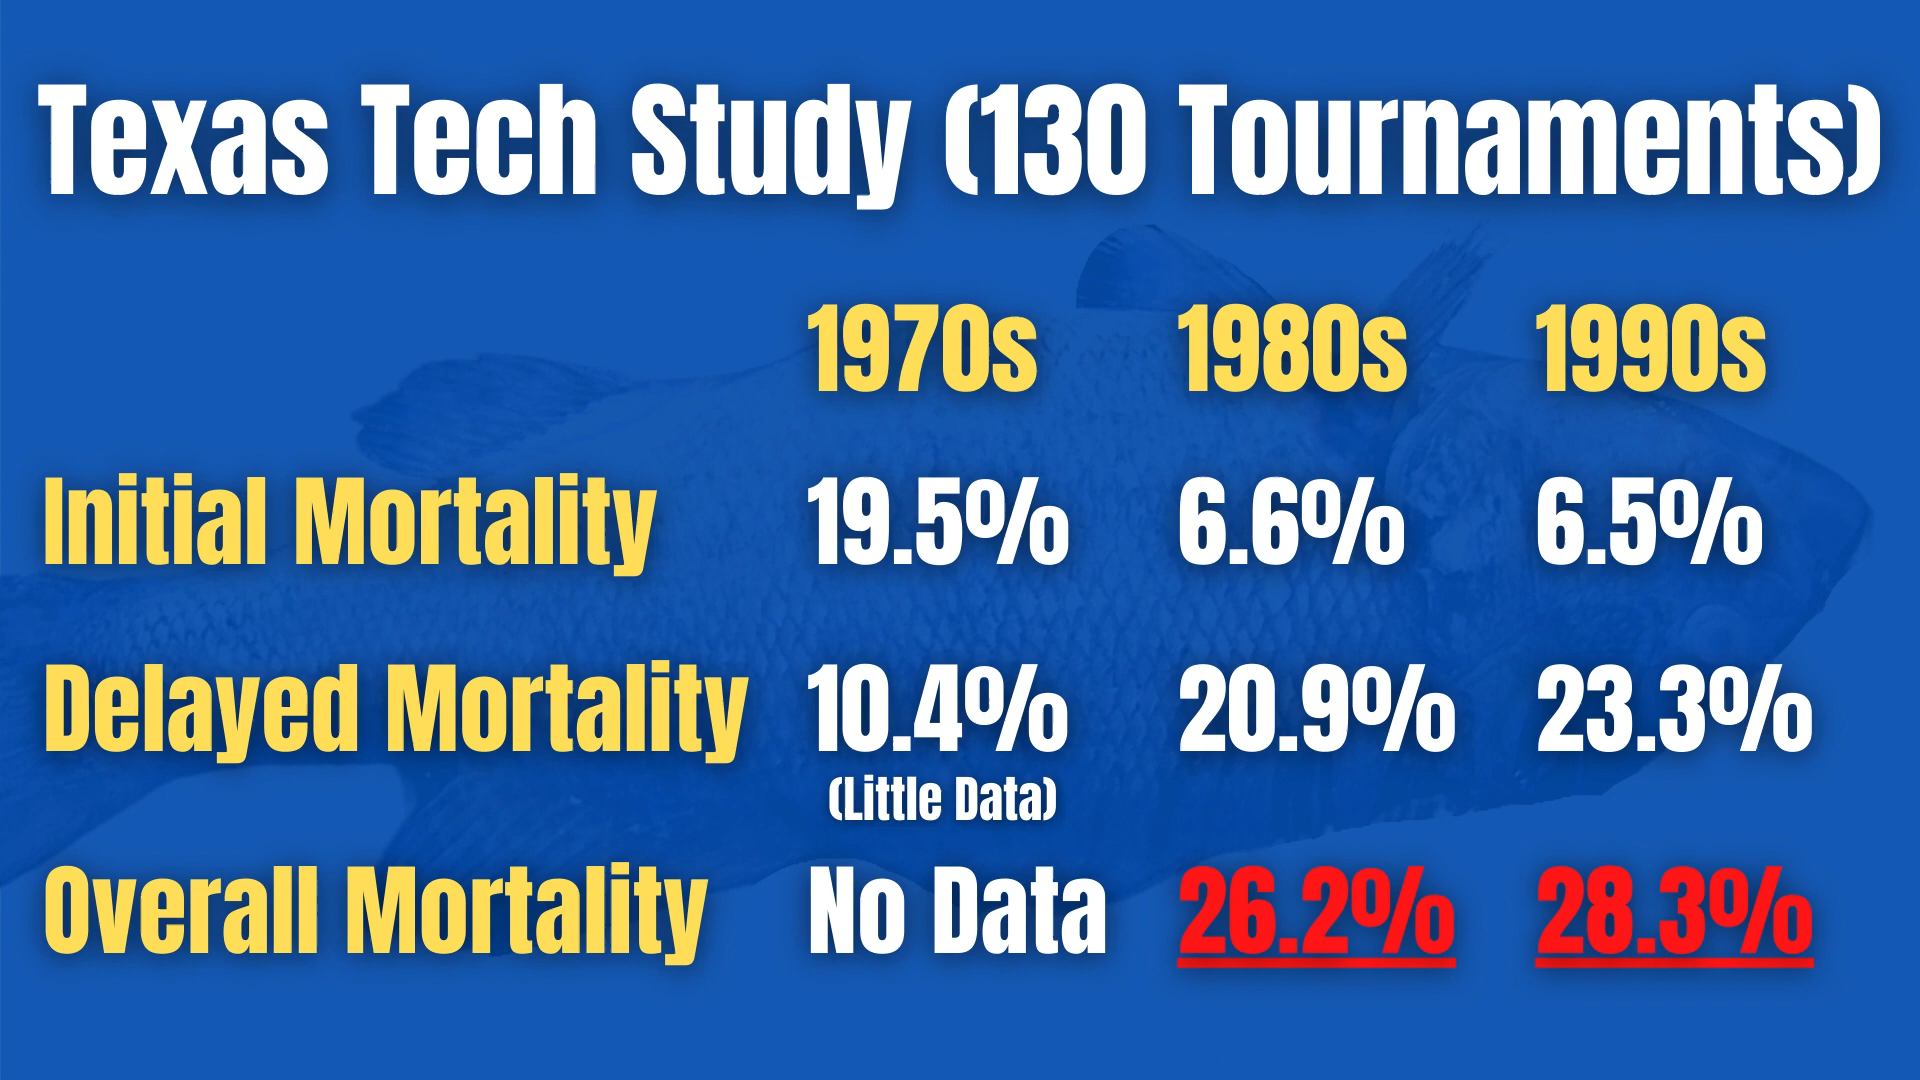 Texas Tech Study (130 Tournaments)
1970s 1980s 1990s
Initial Mortality 19.5% 6.6% 6.5%
Delayed Mortality 10.4% 20.9% 23.3%
(Little Data)
Overall Mortality No Data 26.2% 28.3%